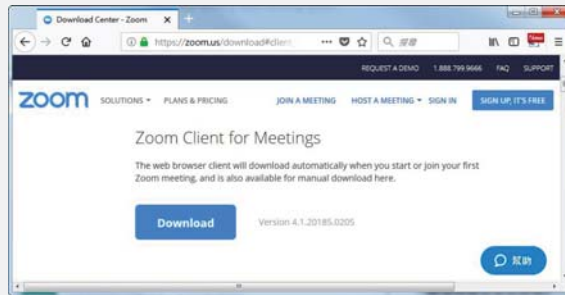 Download Center - Zoom
https://zoom.us/download#client
搜尋
REQUEST A DEMO 1.888.799.9666 FAQ SUPPORT
zoom SOLUTIONS PLANS & PRICING JOIN A MEETING HOST A MEETING SIGN IN SIGN UP, IT'S FREE
Zoom Client for Meetings
The web browser client will download automatically when you start or join your first
Zoom meeting, and is also available for manual download here.
Download Version 4.1.20185.0205
幫助